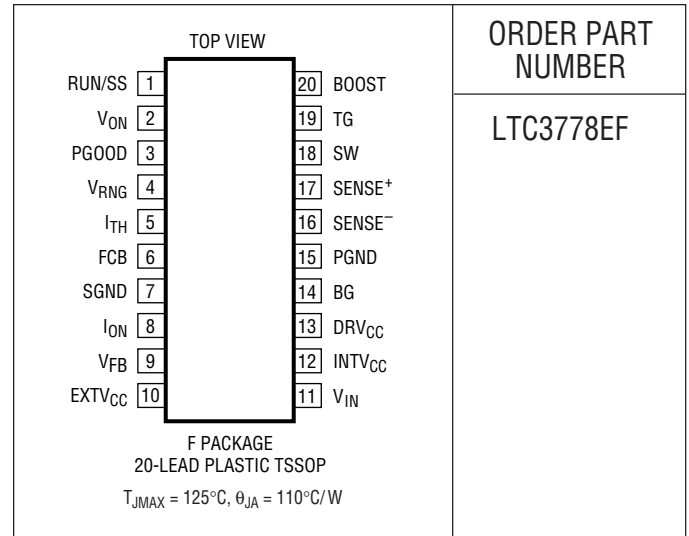 TOP VIEW
RUN/SS 1
VON 2
PGOOD 3
VRNG 4
ITH 5
FCB 6
SGND 7
ION 8
VFB 9
EXTVCC 10
20 BOOST
19 TG
18 SW
17 SENSE+
16 SENSE–
15 PGND
14 BG
13 DRVCC
12 INTVCC
11 VIN
F PACKAGE
20-LEAD PLASTIC TSSOP
TJMAX = 125°C, θJA = 110°C/W
ORDER PART
NUMBER
LTC3778EF